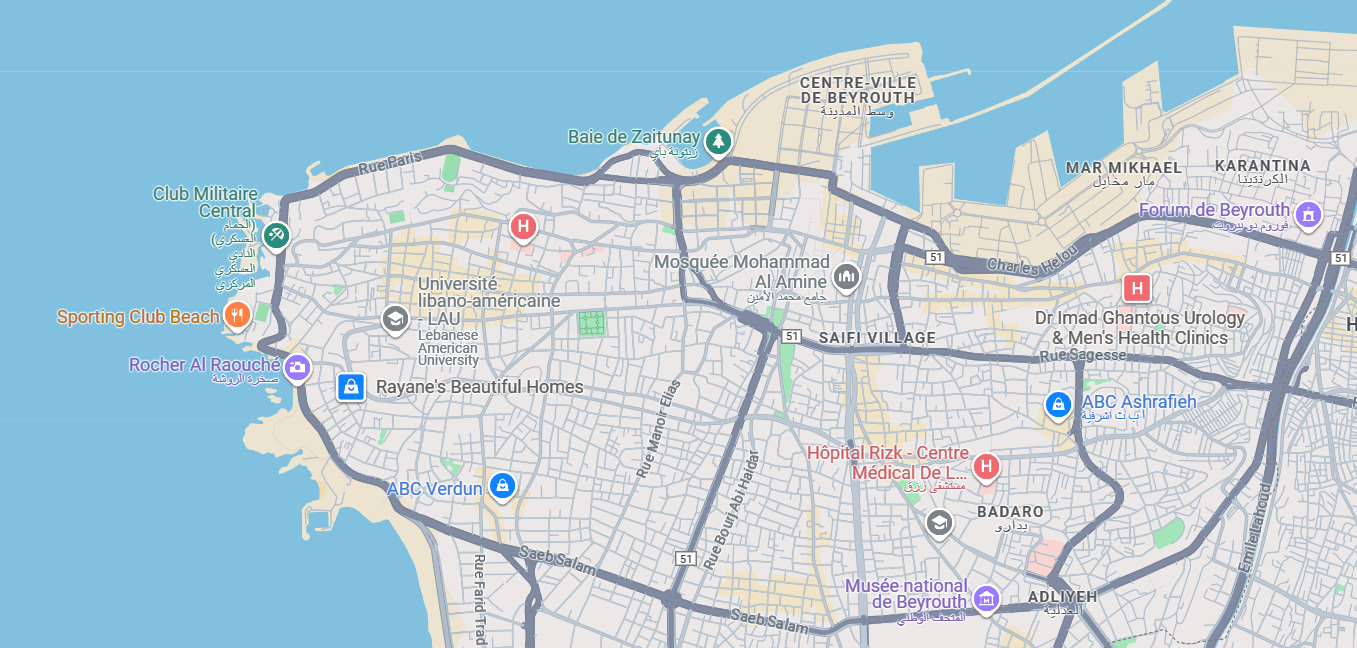 CENTRE-VILLE
DE BEYROUTH
وسط المدينة
Baie de Zaitunay
زيتونة باي
Rue Paris
MAR MIKHAEL
مار مخايل
KARANTINA
الكرنتينا
Club Militaire
Central
(الحمام
العسكري)
النادي
العسكري
المركزي
H
Forum de Beyrouth
فوروم دو بيروت
Mosquée Mohammad
Al Amine
جامع محمد الأمين
51
Charles Helou
51
H
Université
libano-américaine
- LAU
Lebanese
American
University
Sporting Club Beach
Dr Imad Ghantous Urology
& Men's Health Clinics
H
51
SAIFI VILLAGE
Rue Sagesse
Rocher Al Raouché
صخرة الروشة
Rayane's Beautiful Homes
Rue Manoir Elias
ABC Ashrafieh
أ ب ث أشرفية
Hôpital Rizk - Centre
Médical De L...
مستشفى رزق
H
ABC Verdun
Rue Bourj Abi Haidar
BADARO
بدارو
Emile Lahoud
Saeb Salam
51
Rue Farid Trad
Musée national
de Beyrouth
المتحف الوطني
ADLIYEH
العدلية
Saeb Salam